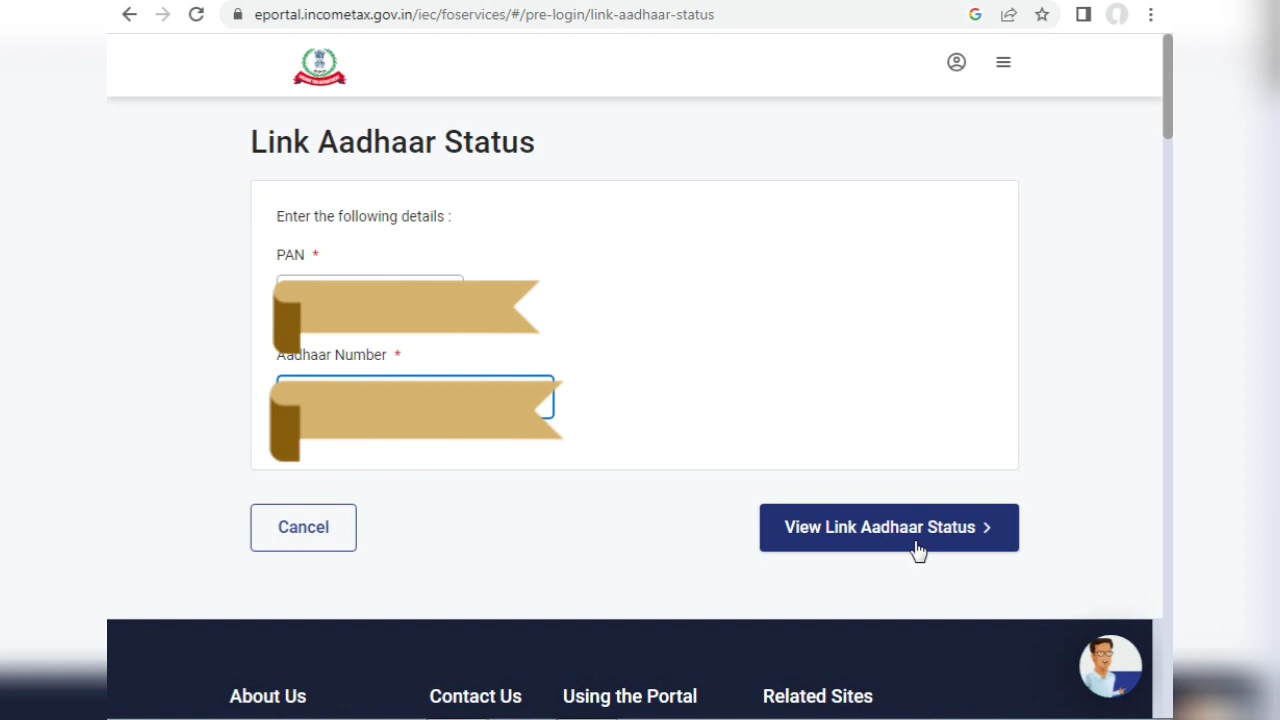 eportal.incometax.gov.in/iec/foservices/#/pre-login/link-aadhaar-status
Link Aadhaar Status
Enter the following details :
PAN *
Aadhaar Number *
Cancel
View Link Aadhaar Status >
About Us
Contact Us
Using the Portal
Related Sites